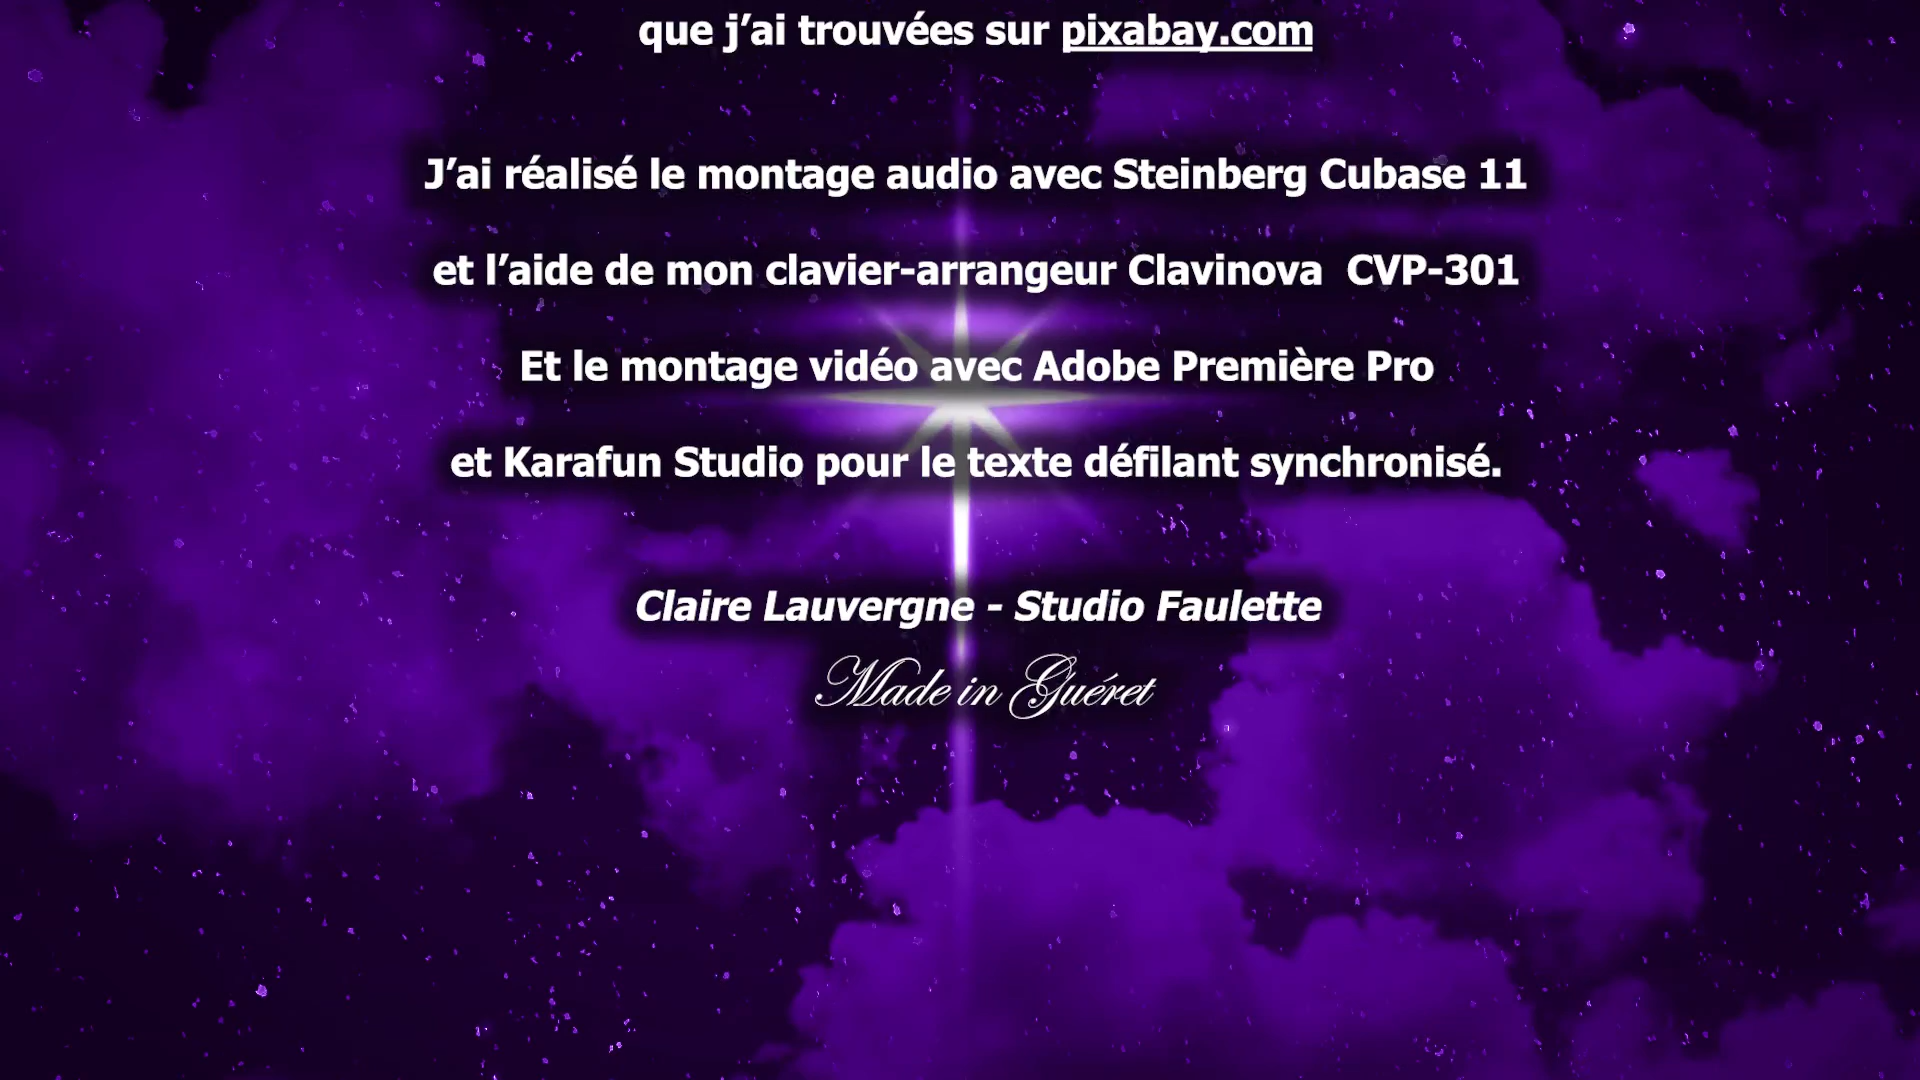 que j’ai trouvées sur pixabay.com
J’ai réalisé le montage audio avec Steinberg Cubase 11
et l’aide de mon clavier-arrangeur Clavinova  CVP-301
Et le montage vidéo avec Adobe Première Pro
et Karafun Studio pour le texte défilant synchronisé.
Claire Lauvergne - Studio Faulette
Made in Guéret